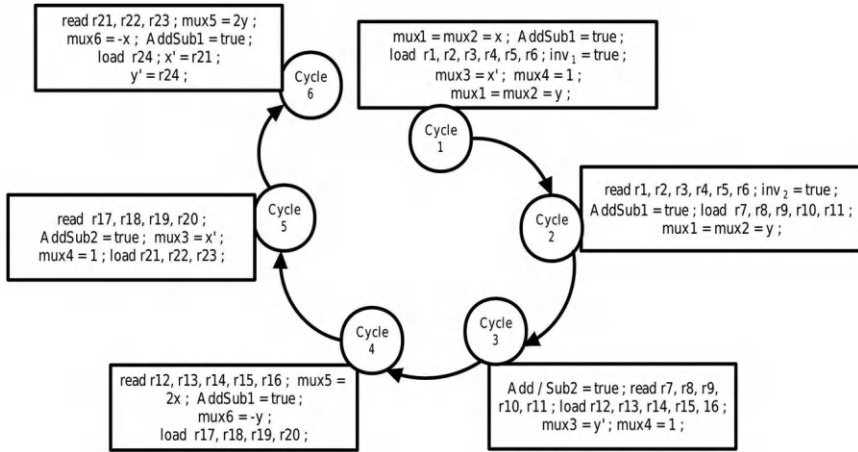 mux1 = mux2 = x ; AddSub1 = true ;
load r1, r2, r3, r4, r5, r6 ; inv₁ = true ;
mux3 = x' ; mux4 = 1 ;
mux1 = mux2 = y ;
Cycle
1
read r1, r2, r3, r4, r5, r6 ; inv₂ = true ;
AddSub1 = true ; load r7, r8, r9, r10, r11 ;
mux1 = mux2 = y ;
Cycle
2
Add / Sub2 = true ; read r7, r8, r9,
r10, r11 ; load r12, r13, r14, r15, 16 ;
mux3 = y' ; mux4 = 1 ;
Cycle
3
read r12, r13, r14, r15, r16 ; mux5 =
2x ; AddSub1 = true ;
mux6 = -y ;
load r17, r18, r19, r20 ;
Cycle
4
read r17, r18, r19, r20 ;
AddSub2 = true ; mux3 = x' ;
mux4 = 1 ; load r21, r22, r23 ;
Cycle
5
read r21, r22, r23 ; mux5 = 2y ;
mux6 = -x ; AddSub1 = true ;
load r24 ; x' = r21 ;
y' = r24 ;
Cycle
6